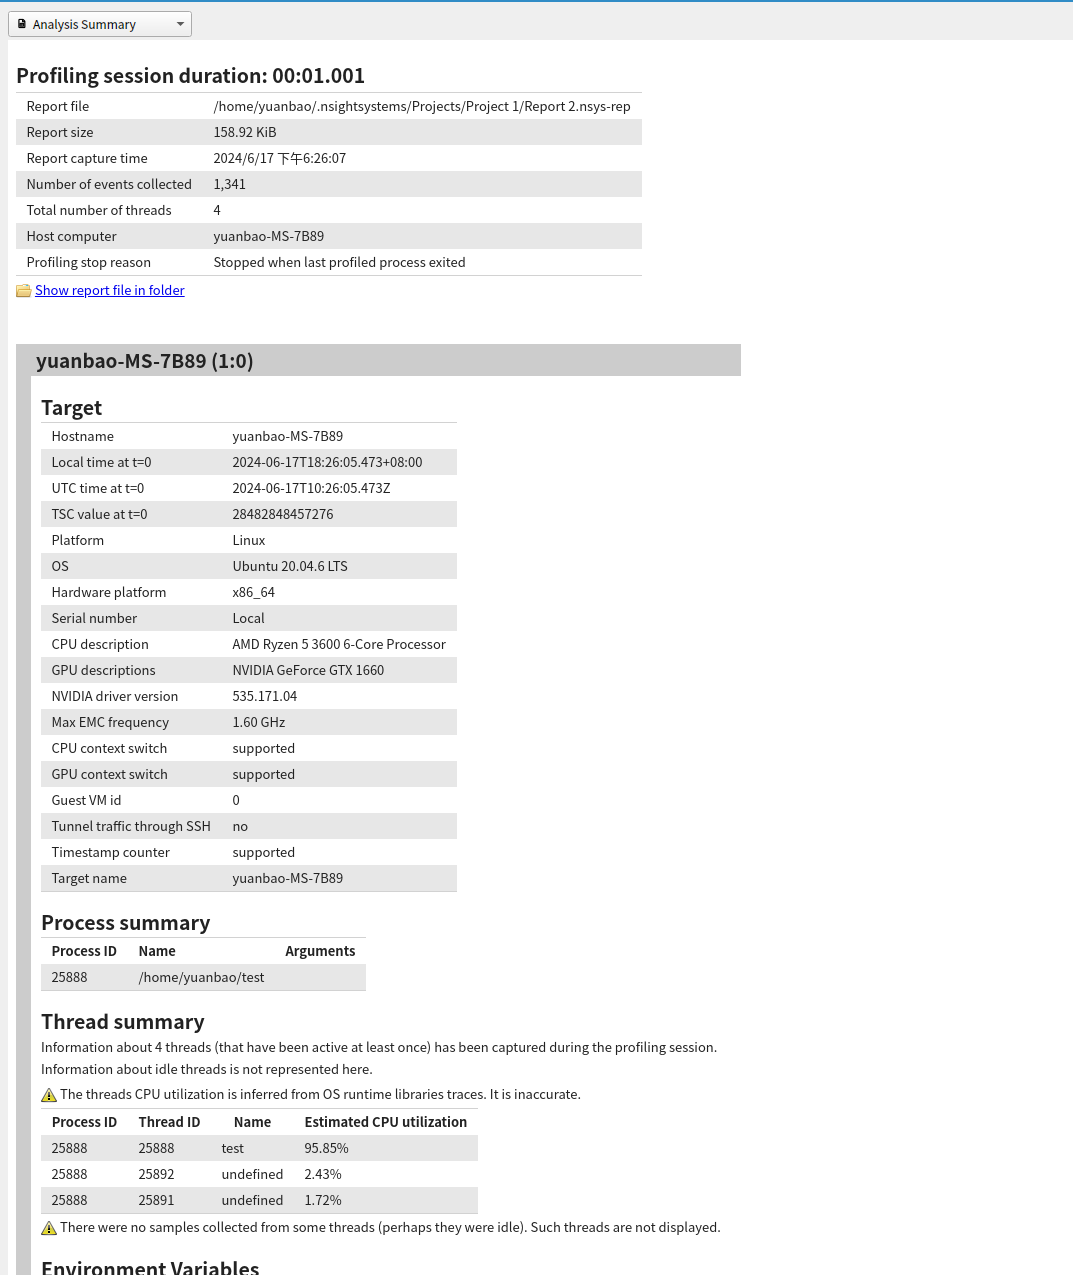 Analysis Summary
Profiling session duration: 00:01.001
Report file /home/yuanbao/.nsightsystems/Projects/Project 1/Report 2.nsys-rep
Report size 158.92 KiB
Report capture time 2024/6/17 下午6:26:07
Number of events collected 1,341
Total number of threads 4
Host computer yuanbao-MS-7B89
Profiling stop reason Stopped when last profiled process exited
Show report file in folder
yuanbao-MS-7B89 (1:0)
Target
Hostname yuanbao-MS-7B89
Local time at t=0 2024-06-17T18:26:05.473+08:00
UTC time at t=0 2024-06-17T10:26:05.473Z
TSC value at t=0 28482848457276
Platform Linux
OS Ubuntu 20.04.6 LTS
Hardware platform x86_64
Serial number Local
CPU description AMD Ryzen 5 3600 6-Core Processor
GPU descriptions NVIDIA GeForce GTX 1660
NVIDIA driver version 535.171.04
Max EMC frequency 1.60 GHz
CPU context switch supported
GPU context switch supported
Guest VM id 0
Tunnel traffic through SSH no
Timestamp counter supported
Target name yuanbao-MS-7B89
Process summary
Process ID Name Arguments
25888 /home/yuanbao/test
Thread summary
Information about 4 threads (that have been active at least once) has been captured during the profiling session.
Information about idle threads is not represented here.
The threads CPU utilization is inferred from OS runtime libraries traces. It is inaccurate.
Process ID Thread ID Name Estimated CPU utilization
25888 25888 test 95.85%
25888 25892 undefined 2.43%
25888 25891 undefined 1.72%
There were no samples collected from some threads (perhaps they were idle). Such threads are not displayed.
Environment Variables